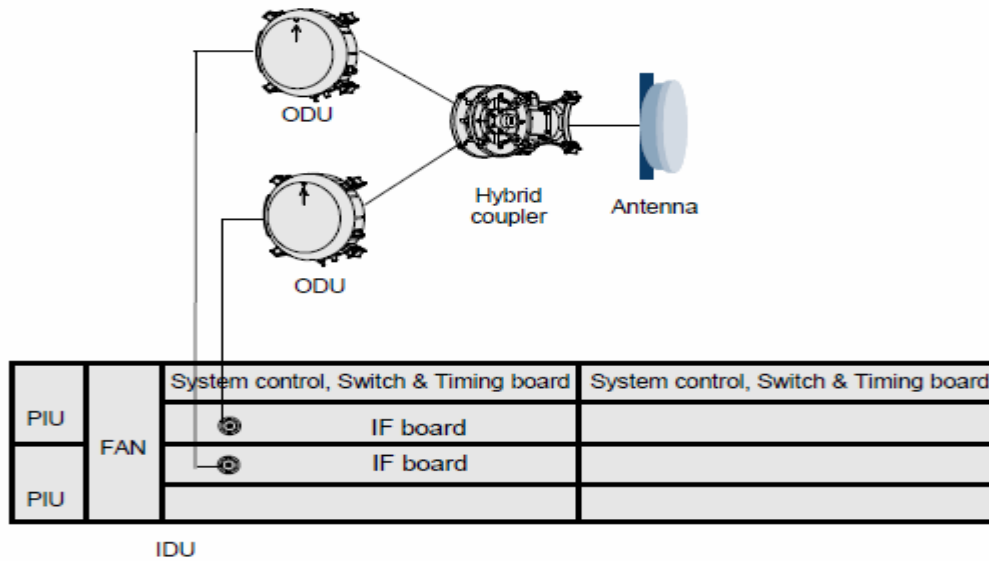 ODU
Hybrid
coupler
Antenna
ODU
System control, Switch & Timing board
System control, Switch & Timing board
PIU
IF board
FAN
IF board
PIU
IDU